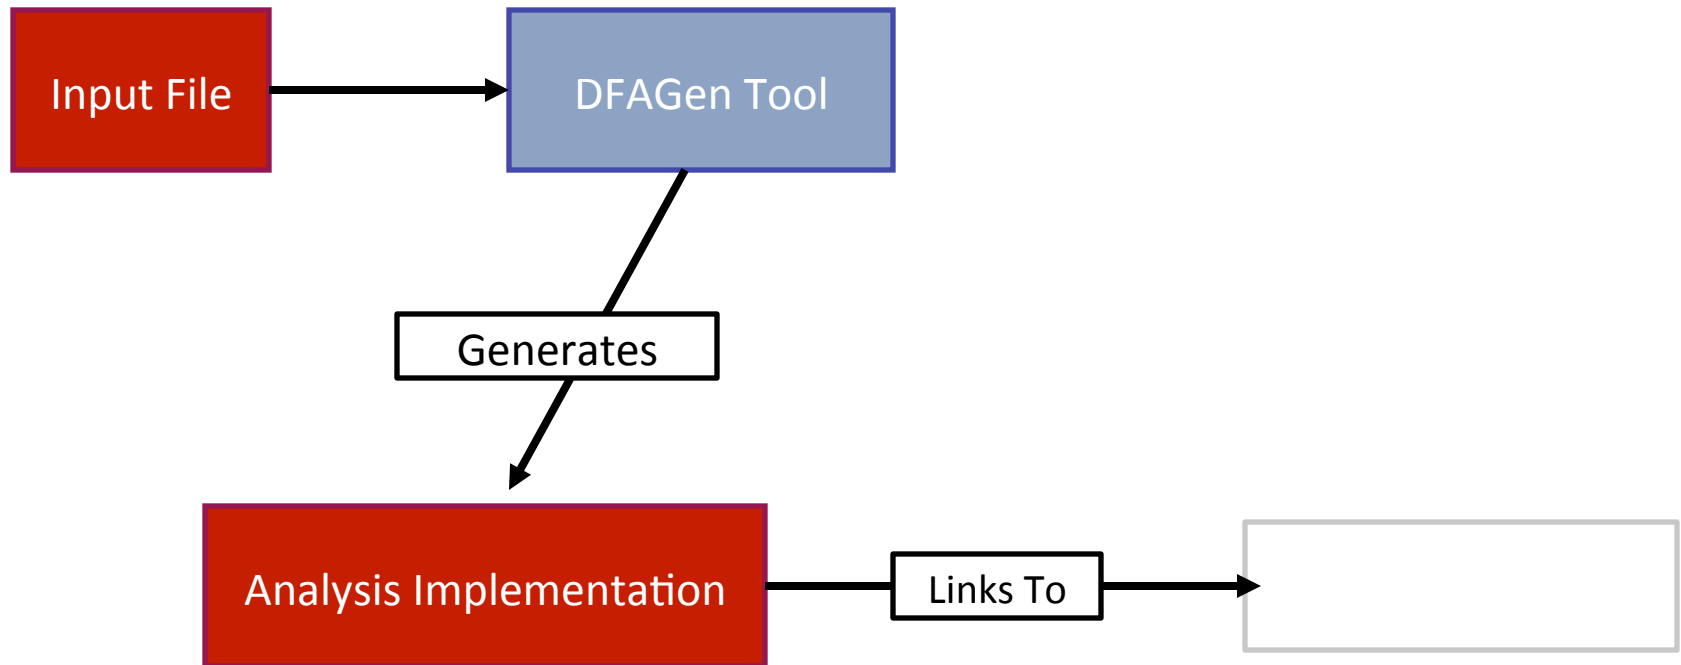 Input File
DFAGen Tool
Generates
Analysis Implementation
Links To